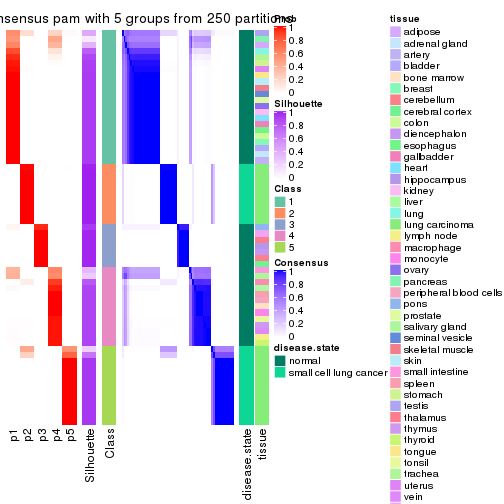 nsensus pam with 5 groups from 250 partitions
Prob
1
0.8
0.6
0.4
0.2
0
Silhouette
1
0.8
0.6
0.4
0.2
0
Class
1
2
3
4
5
Consensus
1
0.8
0.6
0.4
0.2
0
disease.state
normal
small cell lung cancer
tissue
adipose
adrenal gland
artery
bladder
bone marrow
breast
cerebellum
cerebral cortex
colon
diencephalon
esophagus
gallbadder
heart
hippocampus
kidney
liver
lung
lung carcinoma
lymph node
macrophage
monocyte
ovary
pancreas
peripheral blood cells
pons
prostate
salivary gland
seminal vesicle
skeletal muscle
skin
small intestine
spleen
stomach
testis
thalamus
thymus
thyroid
tongue
tonsil
trachea
uterus
vein
p1
p2
p3
p4
p5
Silhouette
Class
disease.state
tissue